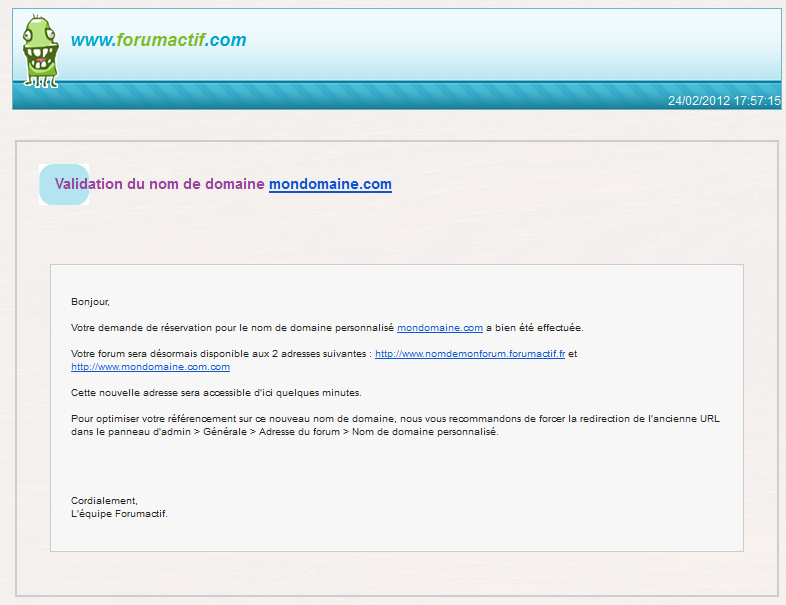 www.forumactif.com
24/02/2012 17:57:15
Validation du nom de domaine mondomaine.com
Bonjour,
Votre demande de réservation pour le nom de domaine personnalisé mondomaine.com a bien été effectuée.
Votre forum sera désormais disponible aux 2 adresses suivantes : http://www.nomdemonforum.forumactif.fr et
http://www.mondomaine.com.com
Cette nouvelle adresse sera accessible d'ici quelques minutes.
Pour optimiser votre référencement sur ce nouveau nom de domaine, nous vous recommandons de forcer la redirection de l'ancienne URL
dans le panneau d'admin > Générale > Adresse du forum > Nom de domaine personnalisé.
Cordialement,
L'équipe Forumactif.